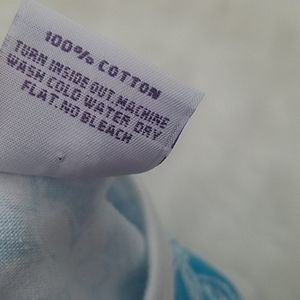 100% COTTON
TURN INSIDE OUT. MACHINE
WASH COLD WATER DRY
FLAT. NO BLEACH